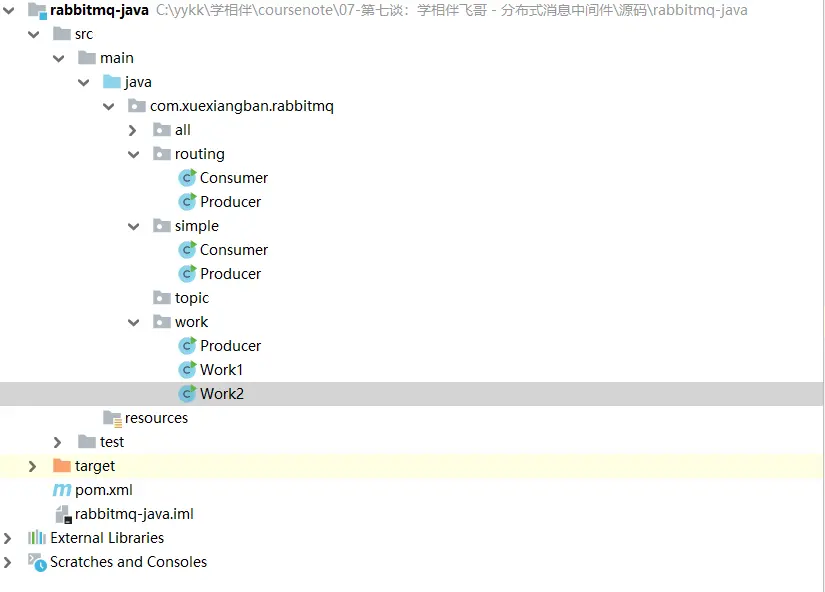 rabbitmq-java C:\yykk\学相伴\coursenote\07-第七谈：学相伴飞哥 - 分布式消息中间件\源码\rabbitmq-java
src
main
java
com.xuexiangban.rabbitmq
all
routing
Consumer
Producer
simple
Consumer
Producer
topic
work
Producer
Work1
Work2
resources
test
target
pom.xml
rabbitmq-java.iml
External Libraries
Scratches and Consoles